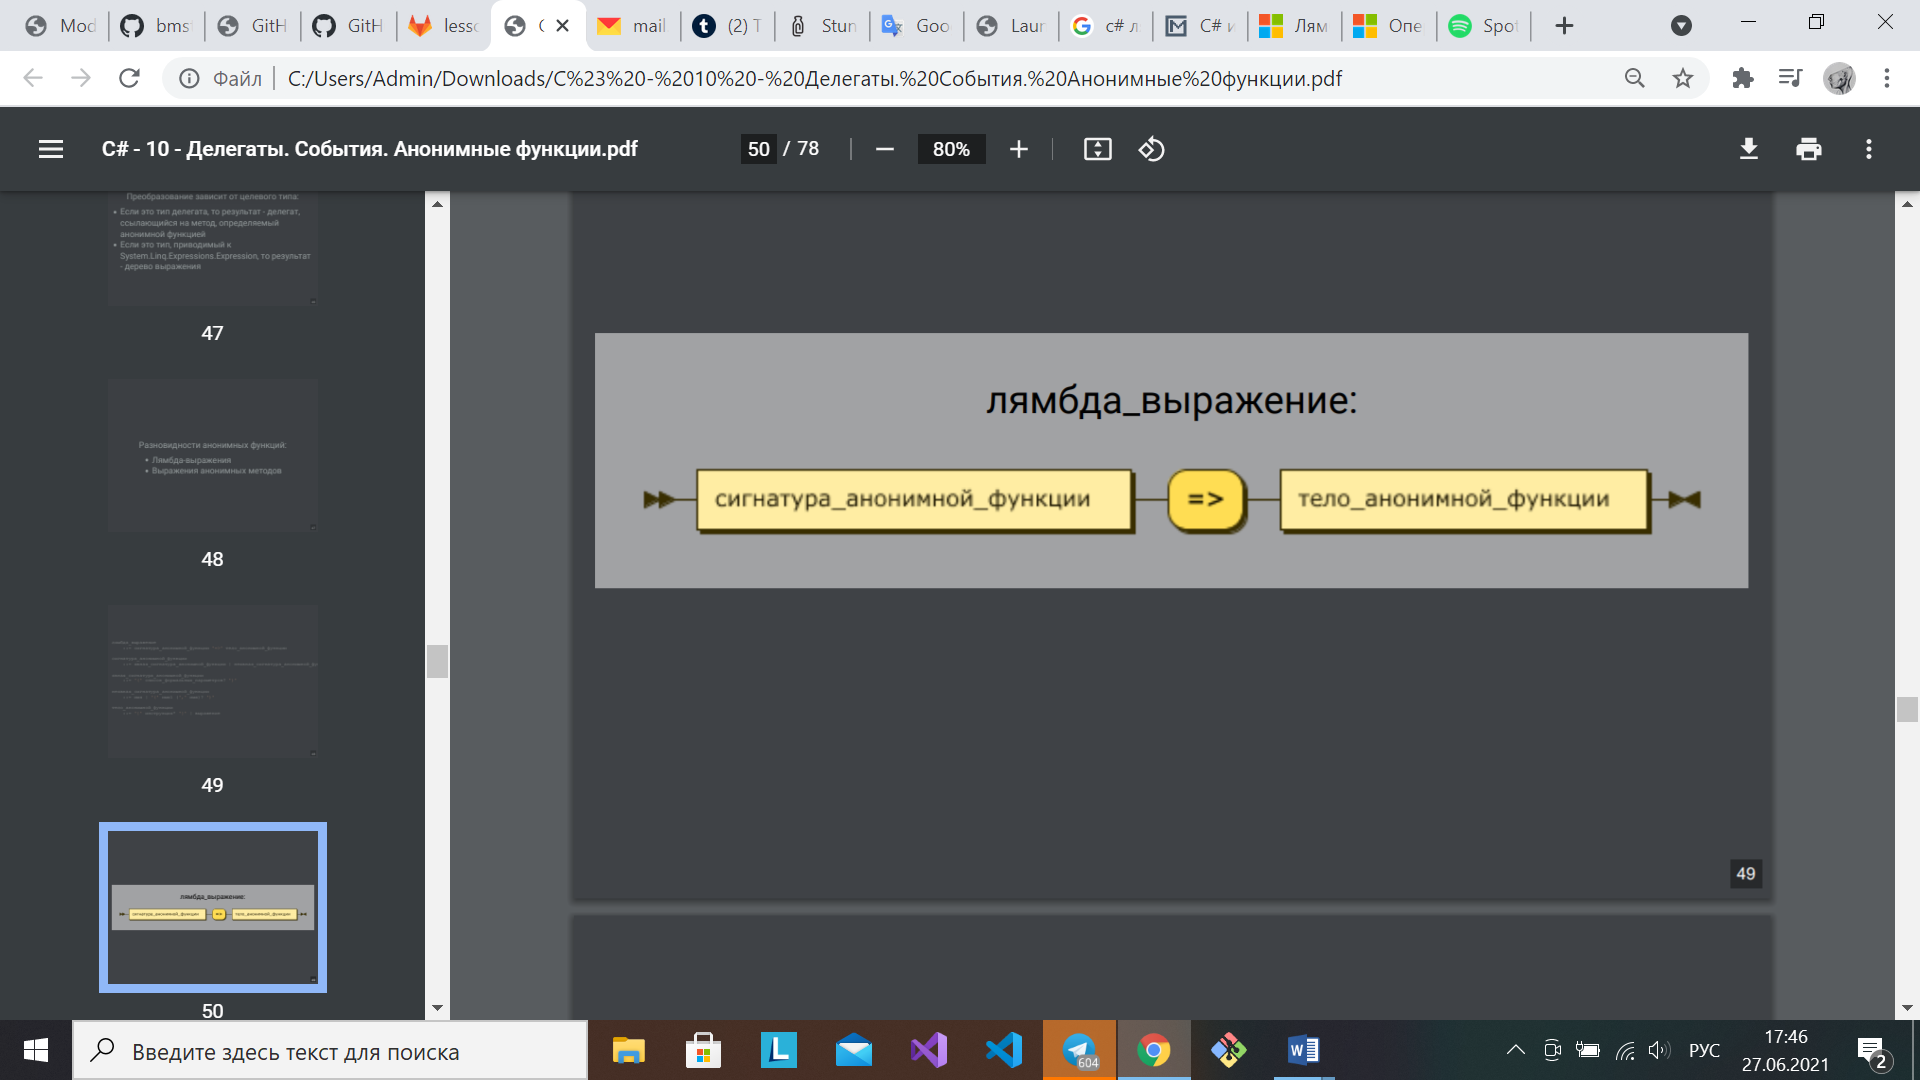 Mod
bms
GitH
GitH
less
mail
(2) T
Stun
Goo
Laur
с# л
C# и
Лям
Опе
Spot
Файл
C:/Users/Admin/Downloads/C%23%20-%2010%20-%20Делегаты.%20События.%20Анонимные%20функции.pdf
C# - 10 - Делегаты. События. Анонимные функции.pdf
50 / 78
80%
Преобразование зависит от целевого типа:
• Если это тип делегата, то результат - делегат,
ссылающийся на метод, определяемый
анонимной функцией
• Если это тип, приводимый к
System.Linq.Expressions.Expression, то результат
- дерево выражения
47
Разновидности анонимных функций:
• Лямбда-выражения
• Выражения анонимных методов
48
49
лямбда_выражение:
сигнатура_анонимной_функции
=>
тело_анонимной_функции
50
лямбда_выражение:
сигнатура_анонимной_функции => тело_анонимной_функции
49
Введите здесь текст для поиска
L
604
W
РУС
17:46
27.06.2021
2